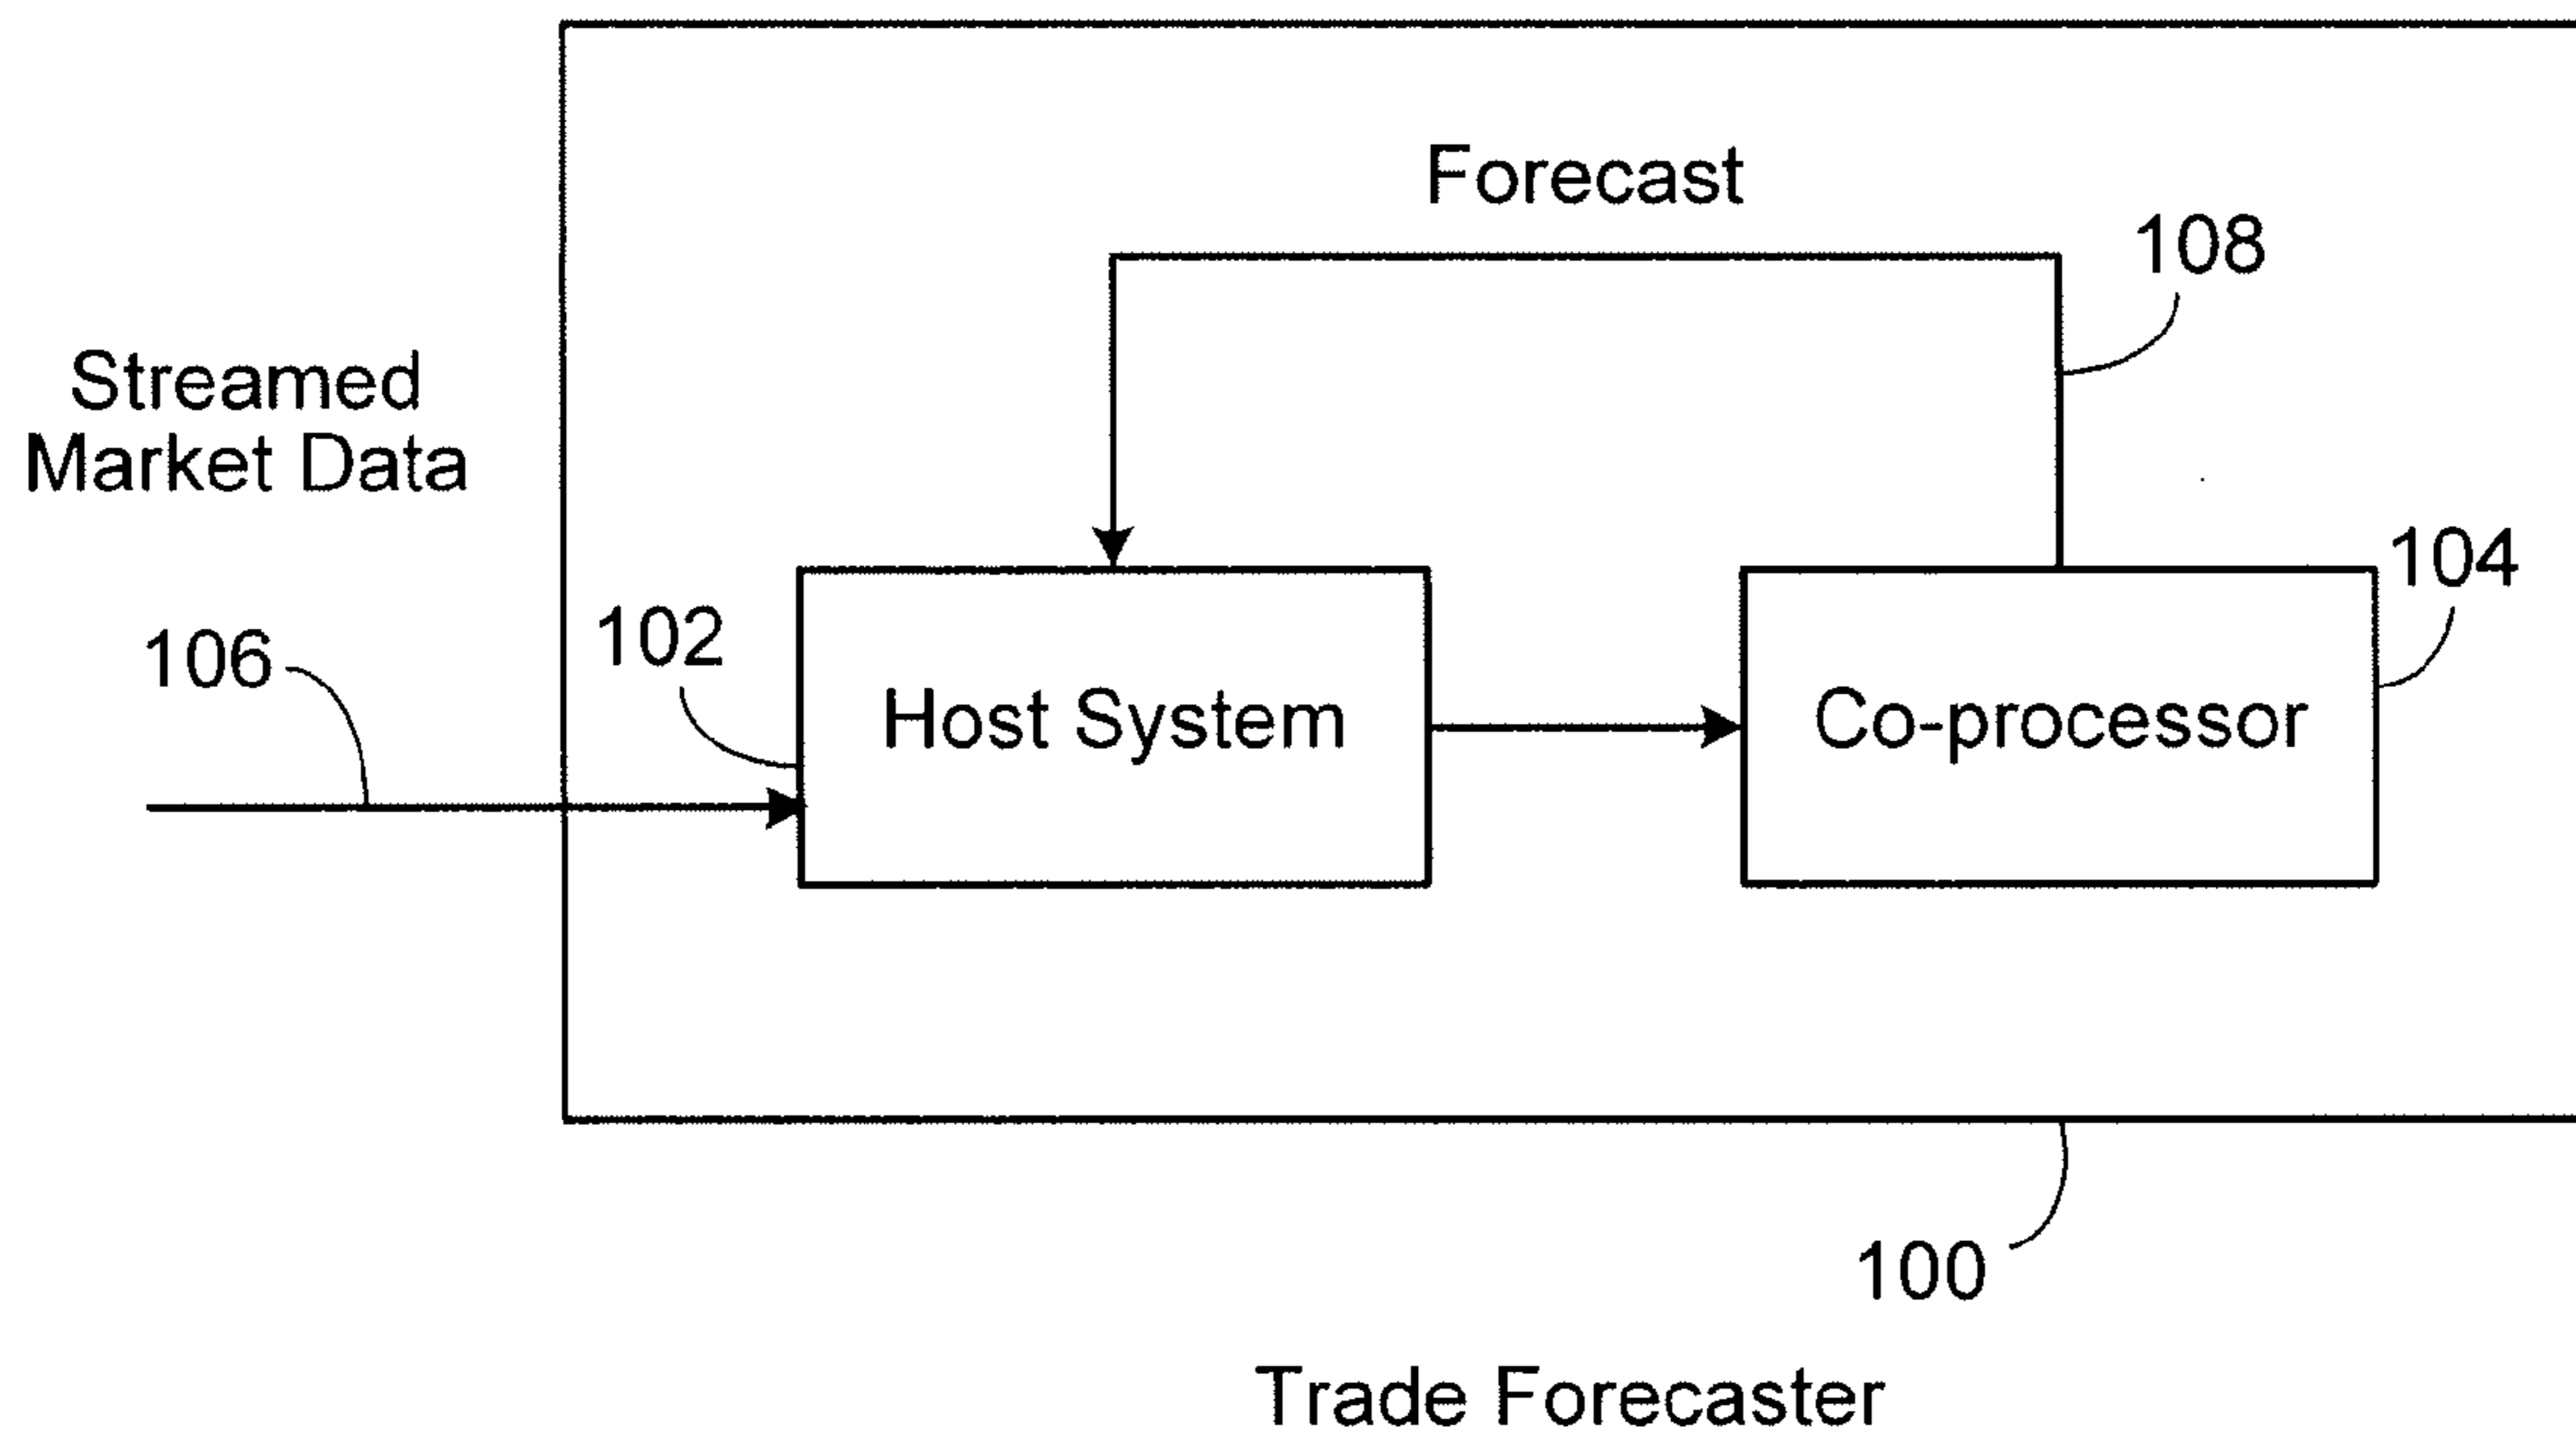 Forecast
108
Streamed
Market Data
104
102
106
Host System
Co-processor
100
Trade Forecaster